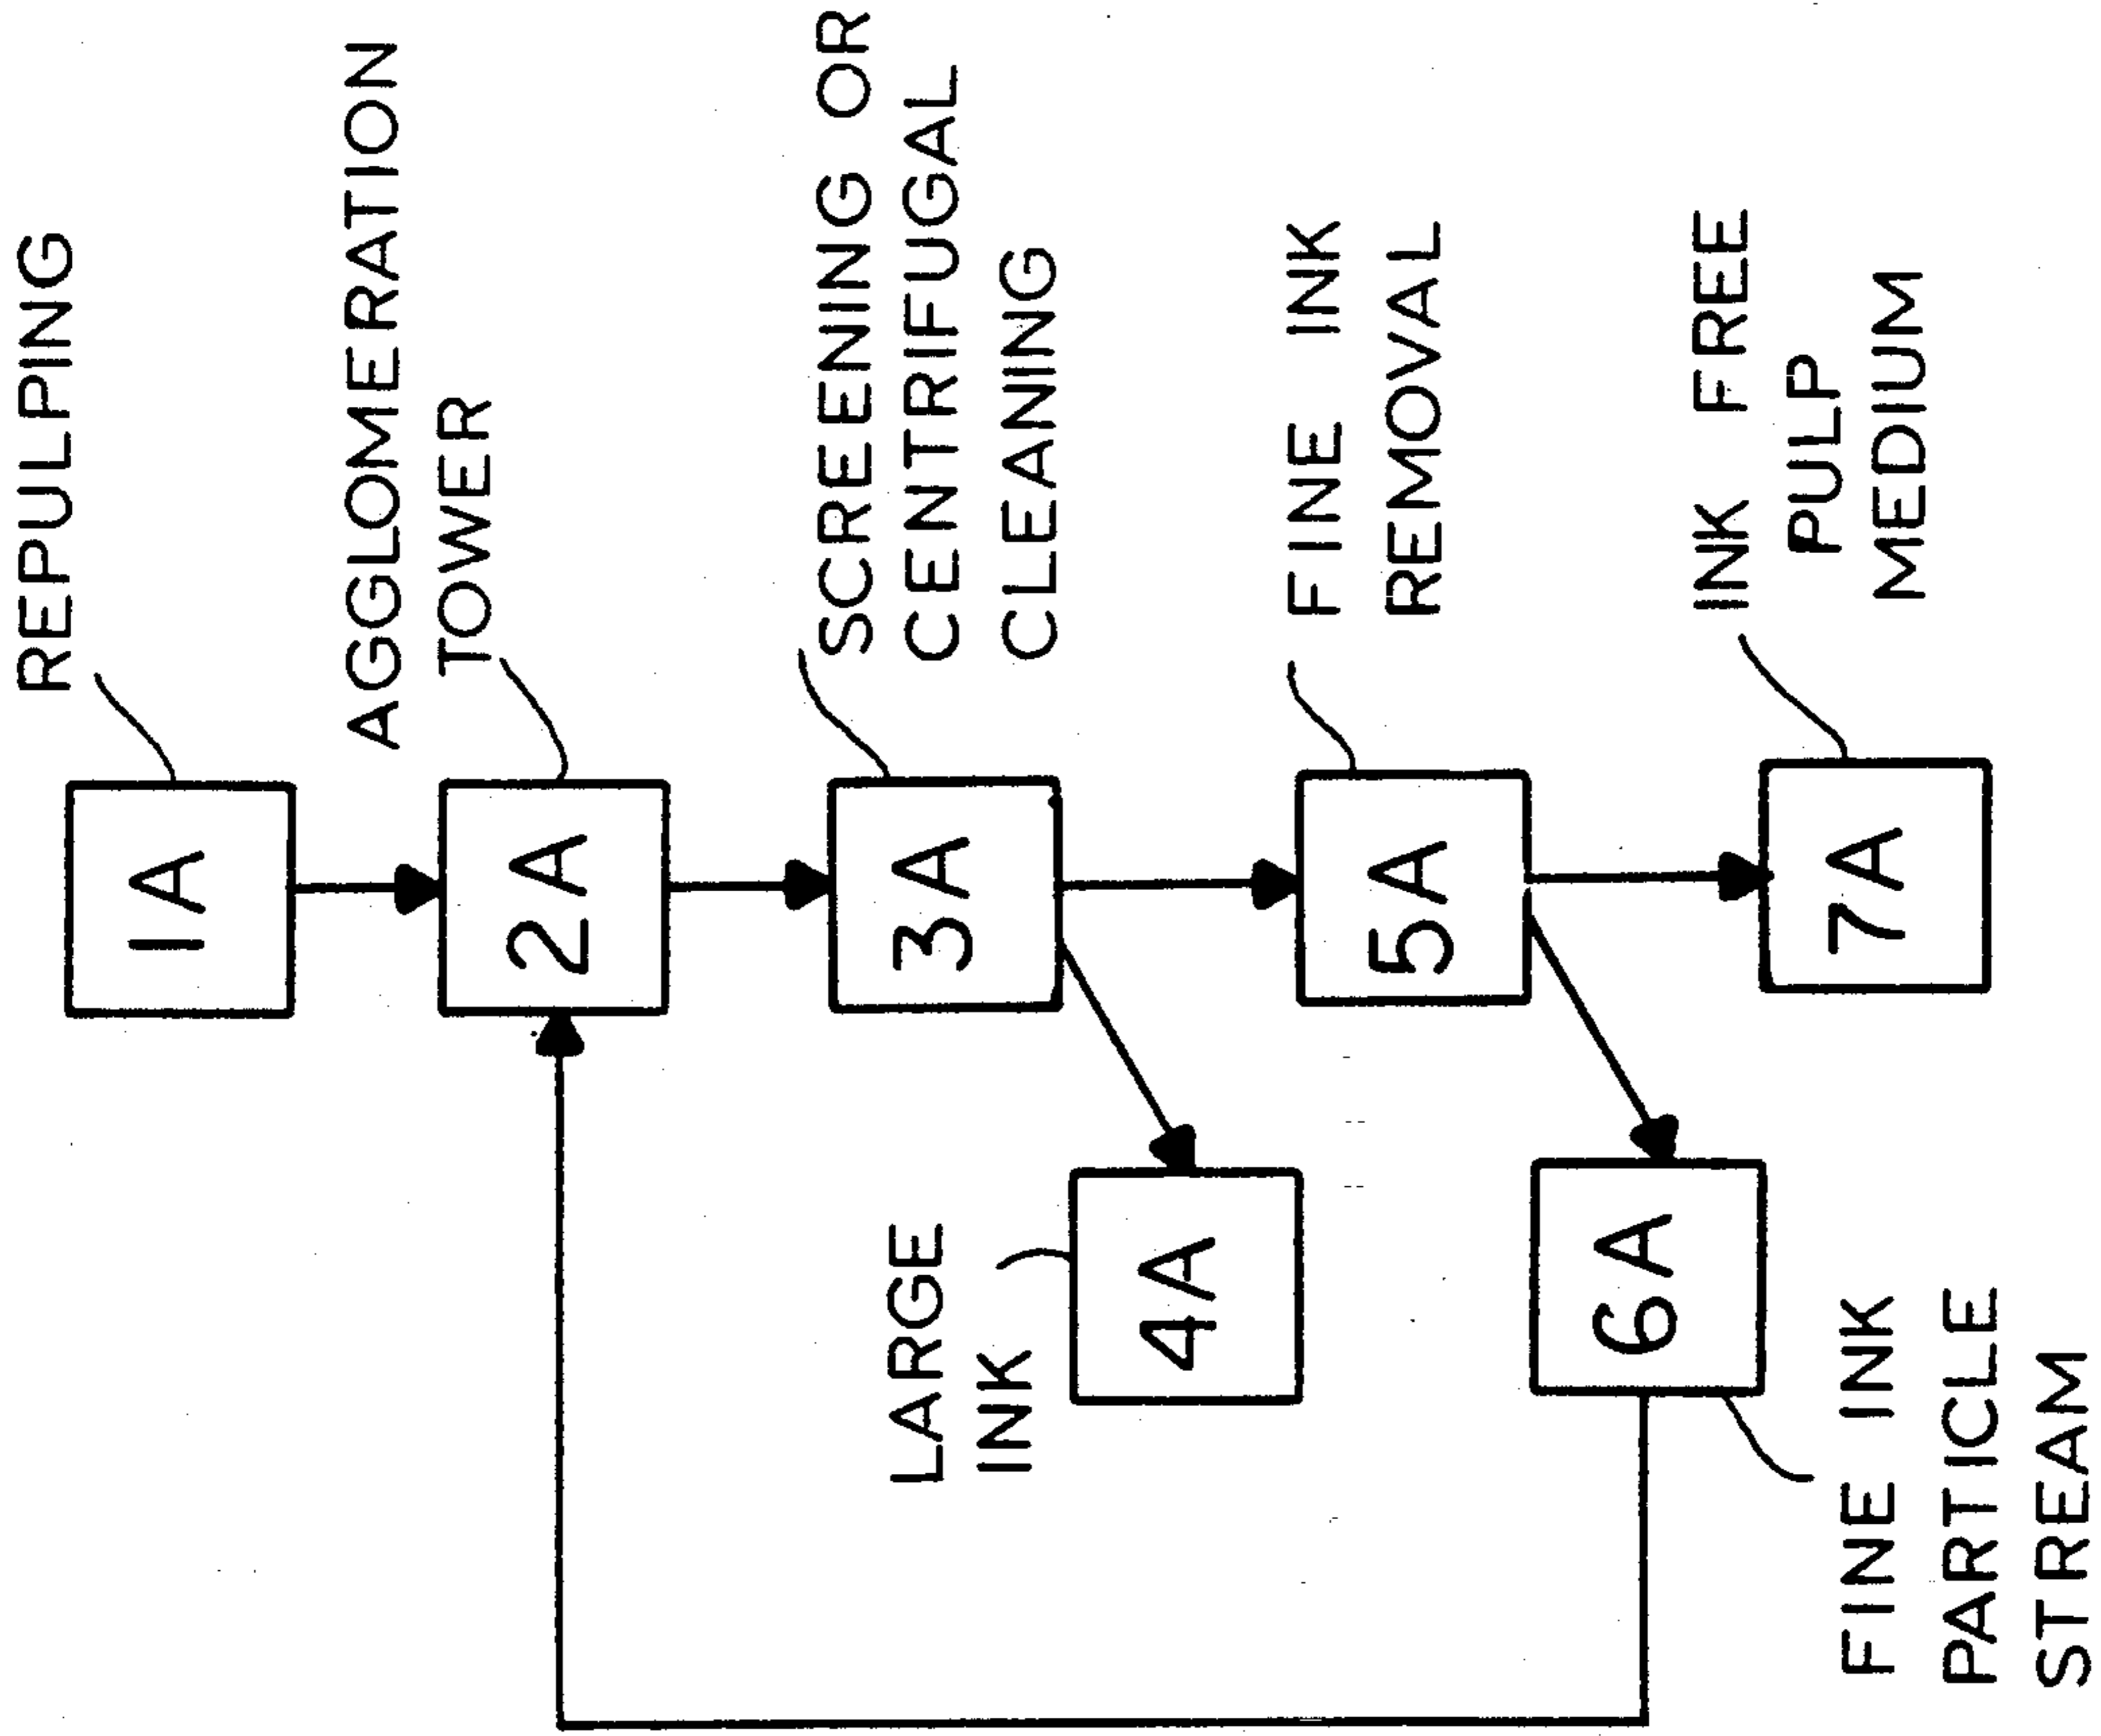 REPULPING
1A
AGGLOMERATION
TOWER
2A
SCREENING OR
CENTRIFUGAL
CLEANING
3A
LARGE
INK
4A
FINE INK
REMOVAL
5A
FINE INK
PARTICLE
STREAM
6A
INK FREE
PULP
MEDIUM
7A